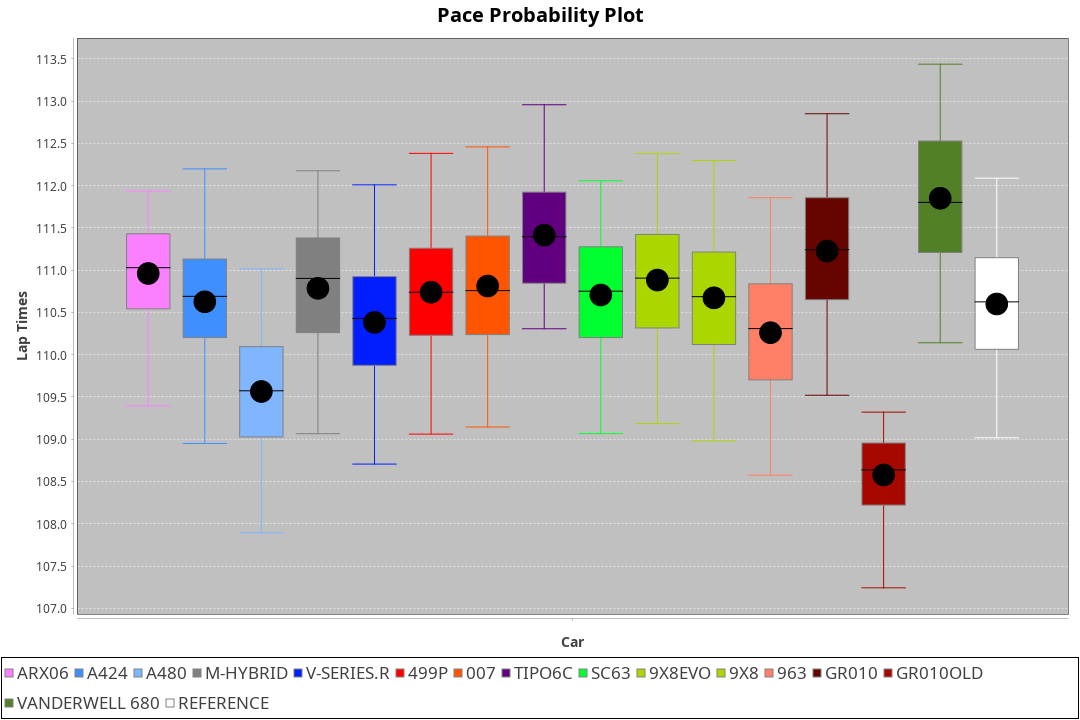 Pace Probability Plot
113.5
113.0
112.5
112.0
111.5
111.0
110.5
110.0
109.5
109.0
108.5
108.0
107.5
107.0
Lap Times
Car
ARX06 A424 A480 M-HYBRID V-SERIES.R 499P 007 TIPO6C SC63 9X8EVO 9X8 963 GR010 GR010OLD
VANDERWELL 680 REFERENCE